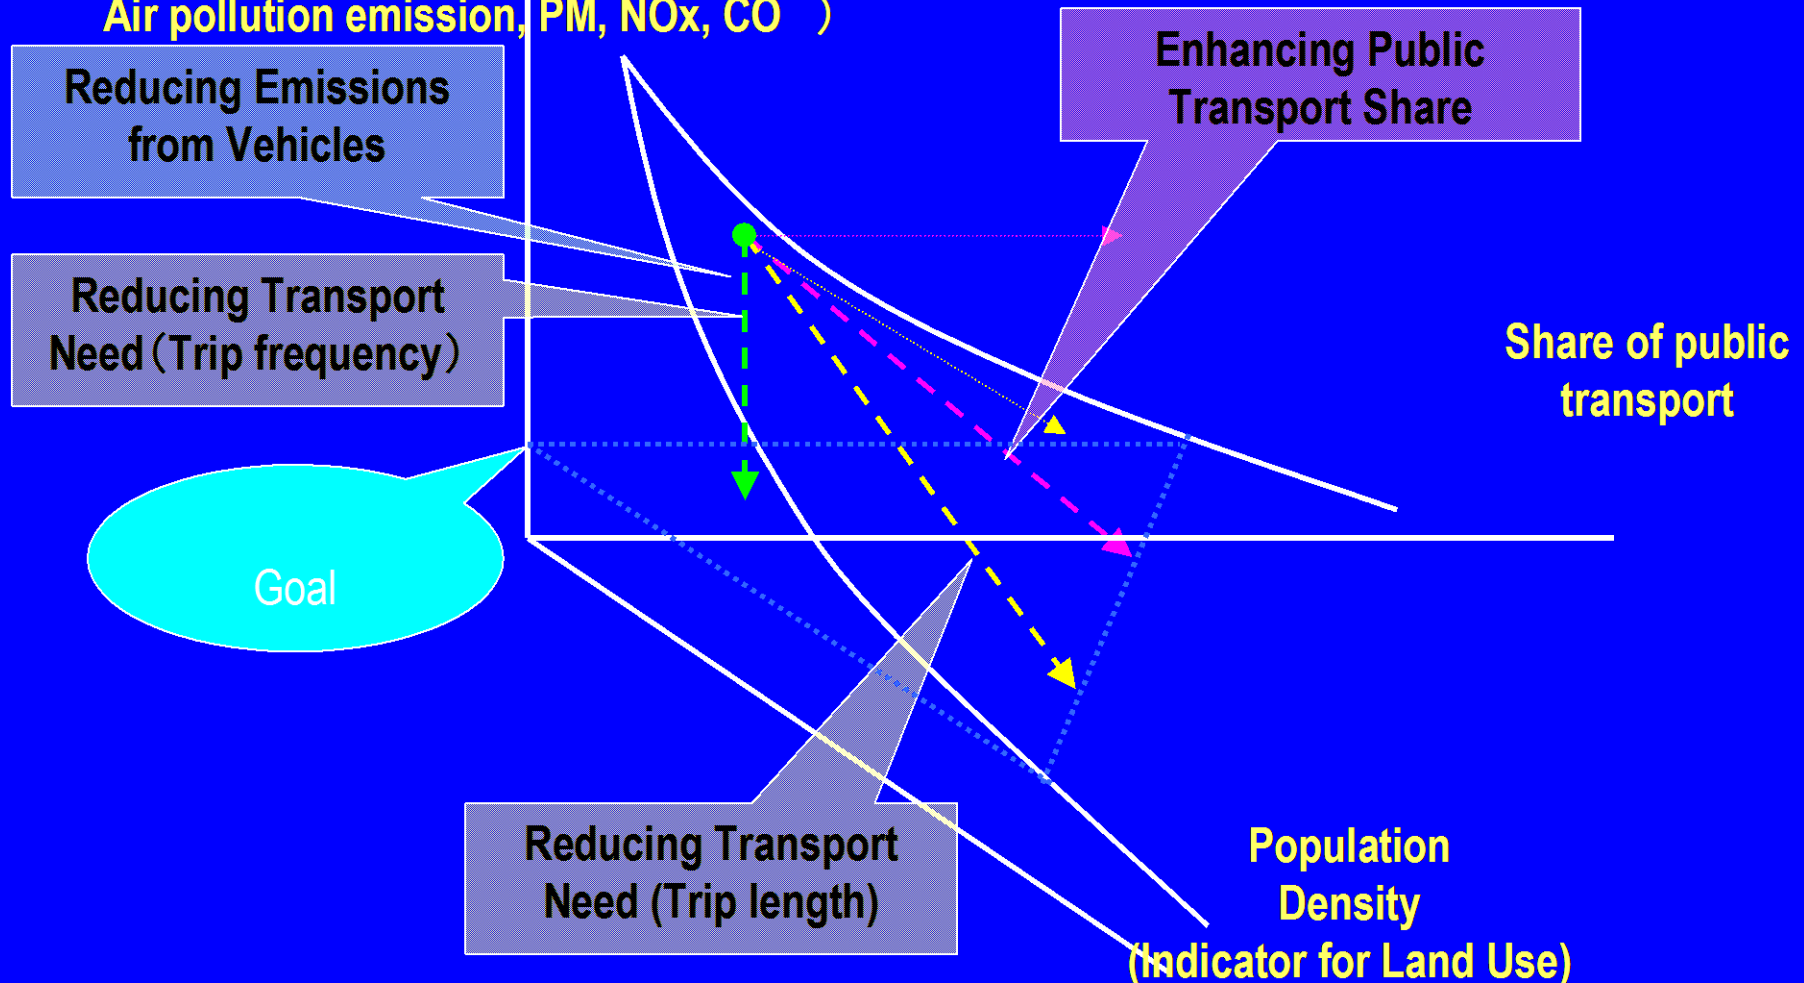 Air pollution emission, PM, NOx, CO ）
Reducing Emissions
from Vehicles
Enhancing Public
Transport Share
Reducing Transport
Need（Trip frequency）
Share of public
transport
Goal
Reducing Transport
Need (Trip length)
Population
Density
(Indicator for Land Use)